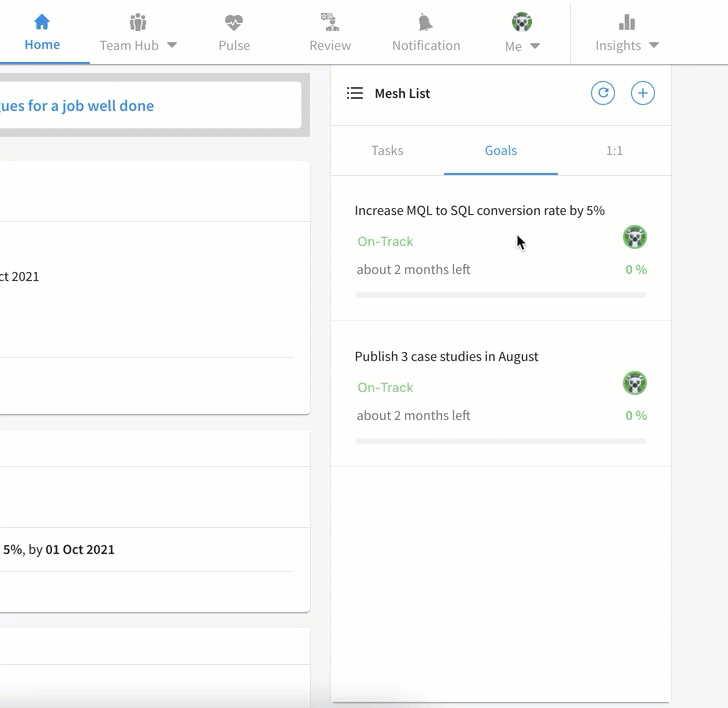 Home
Team Hub
Pulse
Review
Notification
Me
Insights
gues for a job well done
ct 2021
5%, by 01 Oct 2021
Mesh List
Tasks
Goals
1:1
Increase MQL to SQL conversion rate by 5%
On-Track
about 2 months left
0 %
Publish 3 case studies in August
On-Track
about 2 months left
0 %